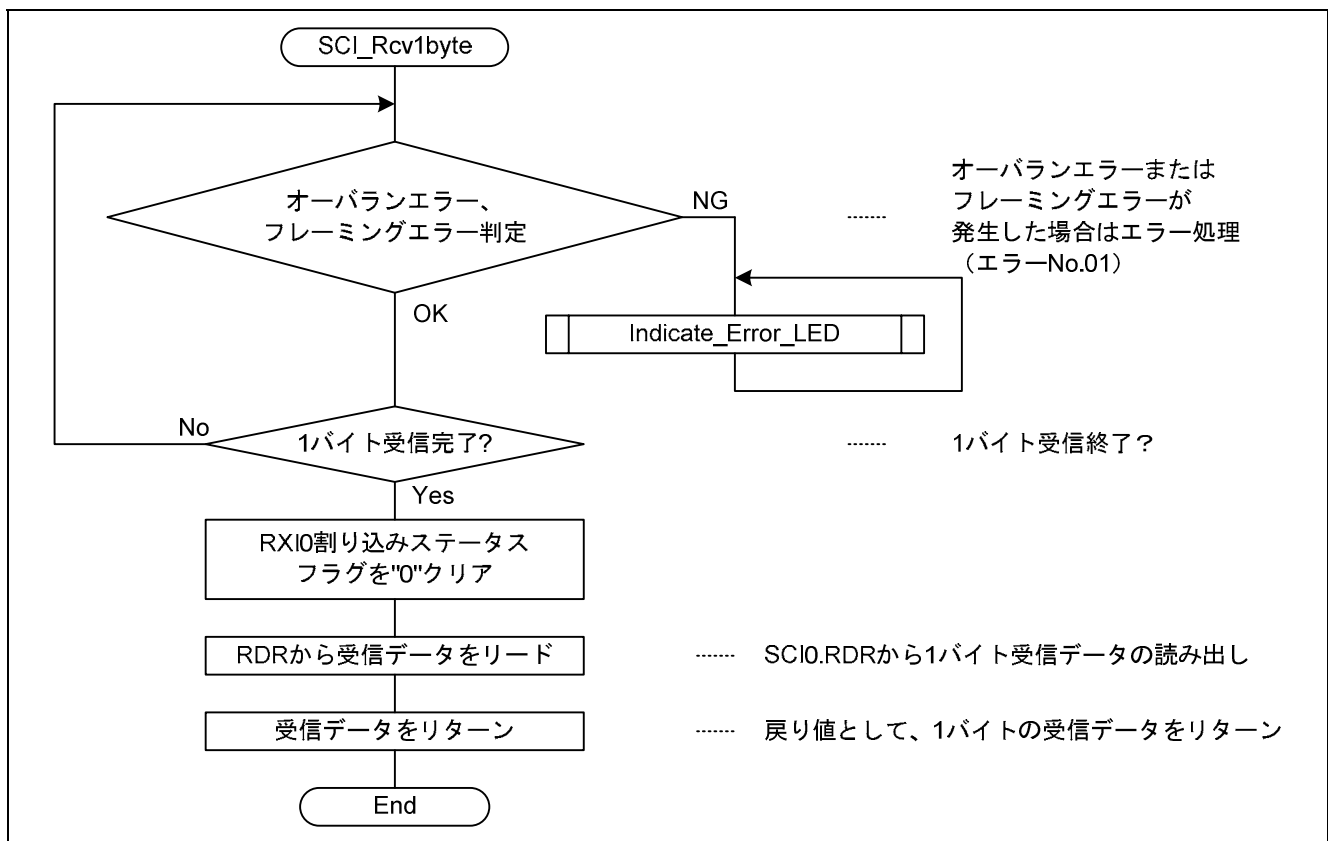 SCI_Rcv1byte
オーバランエラー、
フレーミングエラー判定
NG
オーバランエラーまたは
フレーミングエラーが
発生した場合はエラー処理
（エラーNo.01）
OK
Indicate_Error_LED
No
1バイト受信完了?
1バイト受信終了？
Yes
RXI0割り込みステータス
フラグを"0"クリア
RDRから受信データをリード
SCI0.RDRから1バイト受信データの読み出し
受信データをリターン
戻り値として、1バイトの受信データをリターン
End